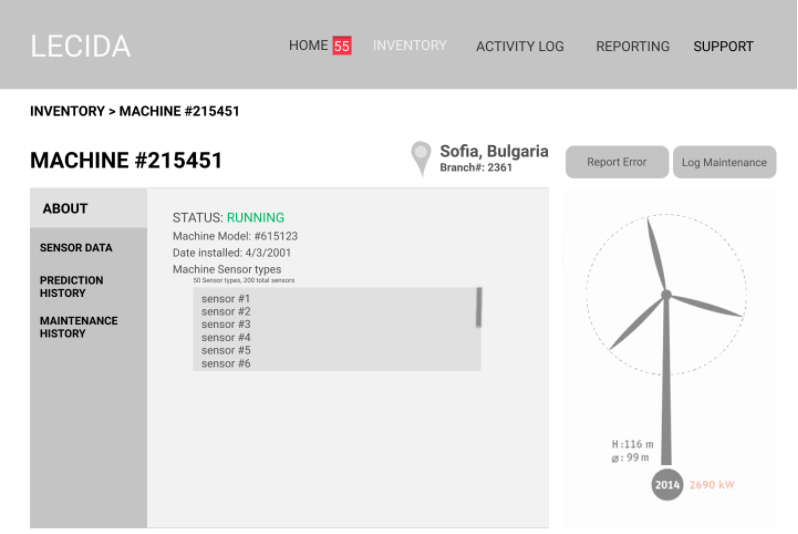 LECIDA
HOME 55 INVENTORY ACTIVITY LOG REPORTING SUPPORT
INVENTORY > MACHINE #215451
MACHINE #215451
Sofia, Bulgaria
Branch#: 2361
Report Error
Log Maintenance
ABOUT
SENSOR DATA
PREDICTION
HISTORY
MAINTENANCE
HISTORY
STATUS: RUNNING
Machine Model: #615123
Date installed: 4/3/2001
Machine Sensor types
50 Sensor types, 200 total sensors
sensor #1
sensor #2
sensor #3
sensor #4
sensor #5
sensor #6
H:116 m
⌀: 99 m
2014 2690 kW